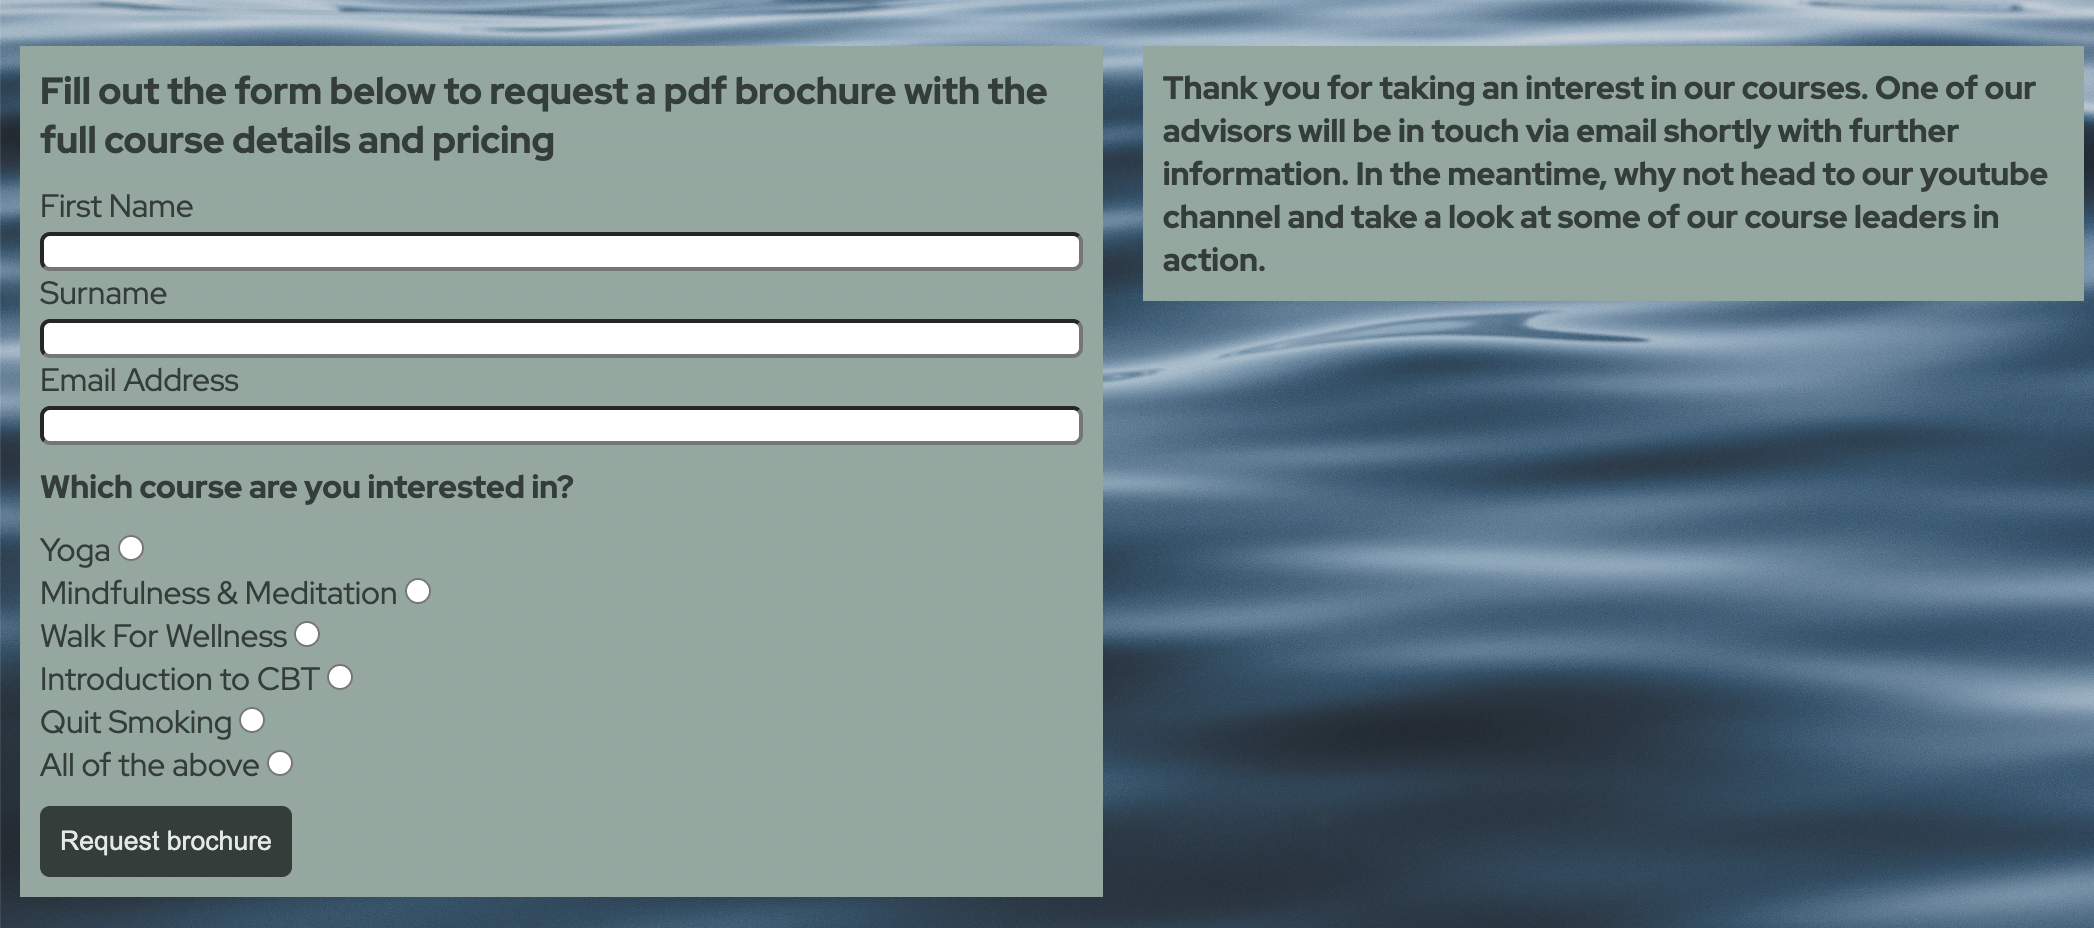 Fill out the form below to request a pdf brochure with the
full course details and pricing
First Name
Surname
Email Address
Which course are you interested in?
Yoga
Mindfulness & Meditation
Walk For Wellness
Introduction to CBT
Quit Smoking
All of the above
Request brochure
Thank you for taking an interest in our courses. One of our
advisors will be in touch via email shortly with further
information. In the meantime, why not head to our youtube
channel and take a look at some of our course leaders in
action.